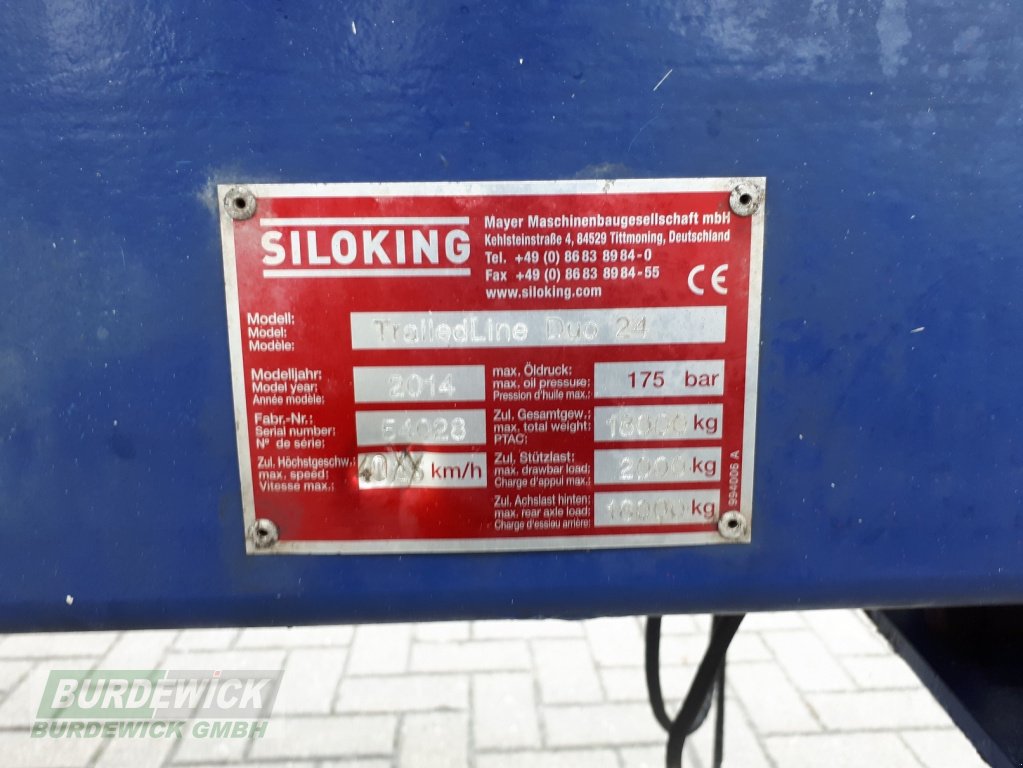 SILOKING
Mayer Maschinenbaugesellschaft mbH
Kehlsteinstraße 4, 84529 Tittmoning, Deutschland
Tel. +49 (0) 86 83 89 84-0
Fax +49 (0) 86 83 89 84-55
www.siloking.com
CE
Modell:
Model:
Modèle:
TrailedLine Duo 24
Modelljahr:
Model year:
Année modèle:
2014
Fabr.-Nr.:
Serial number:
N° de série:
54028
Zul. Höchstgeschw.:
max. speed:
Vitesse max.:
km/h
max. Öldruck:
max. oil pressure:
Pression d'huile max.:
175 bar
Zul. Gesamtgew.:
max. total weight:
PTAC:
18000 kg
Zul. Stützlast:
max. drawbar load:
Charge d'appui max.:
2000 kg
Zul. Achslast hinten:
max. rear axle load:
Charge d'essieu arrière:
16000 kg
994006 A
BURDEWICK
BURDEWICK GMBH